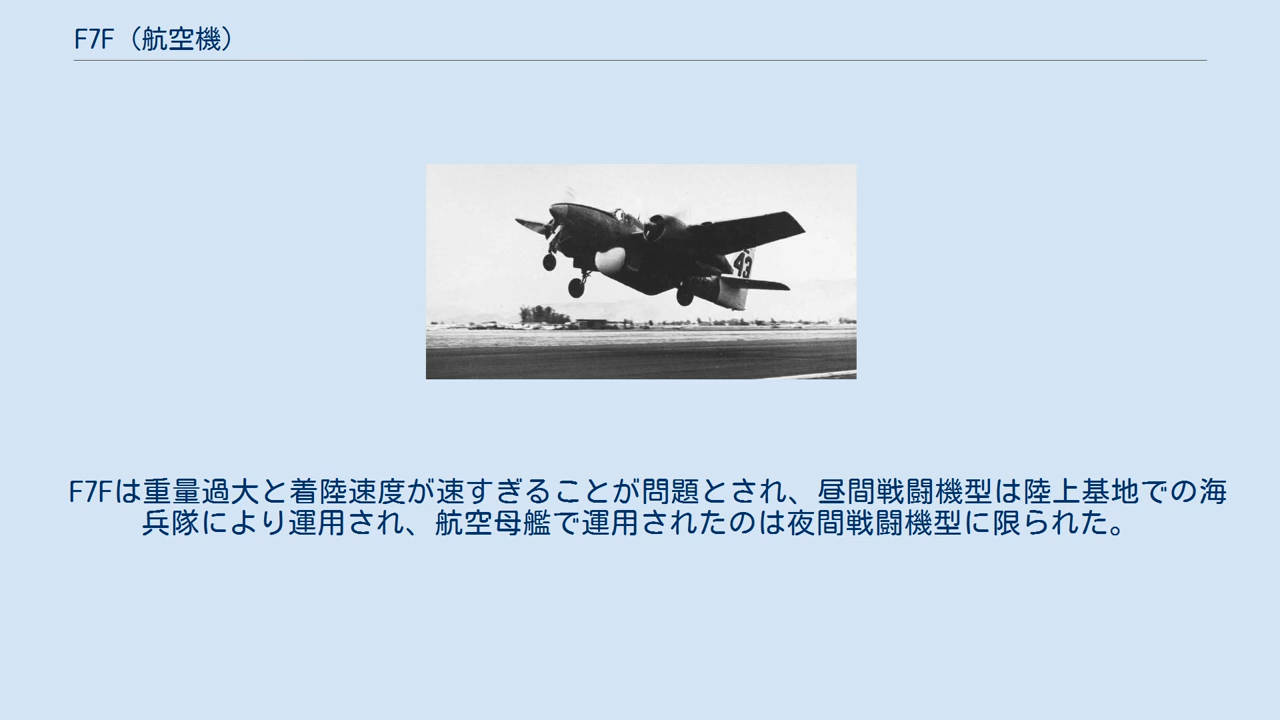 F7F（航空機）
43
F7Fは重量過大と着陸速度が速すぎることが問題とされ、昼間戦闘機型は陸上基地での海
兵隊により運用され、航空母艦で運用されたのは夜間戦闘機型に限られた。